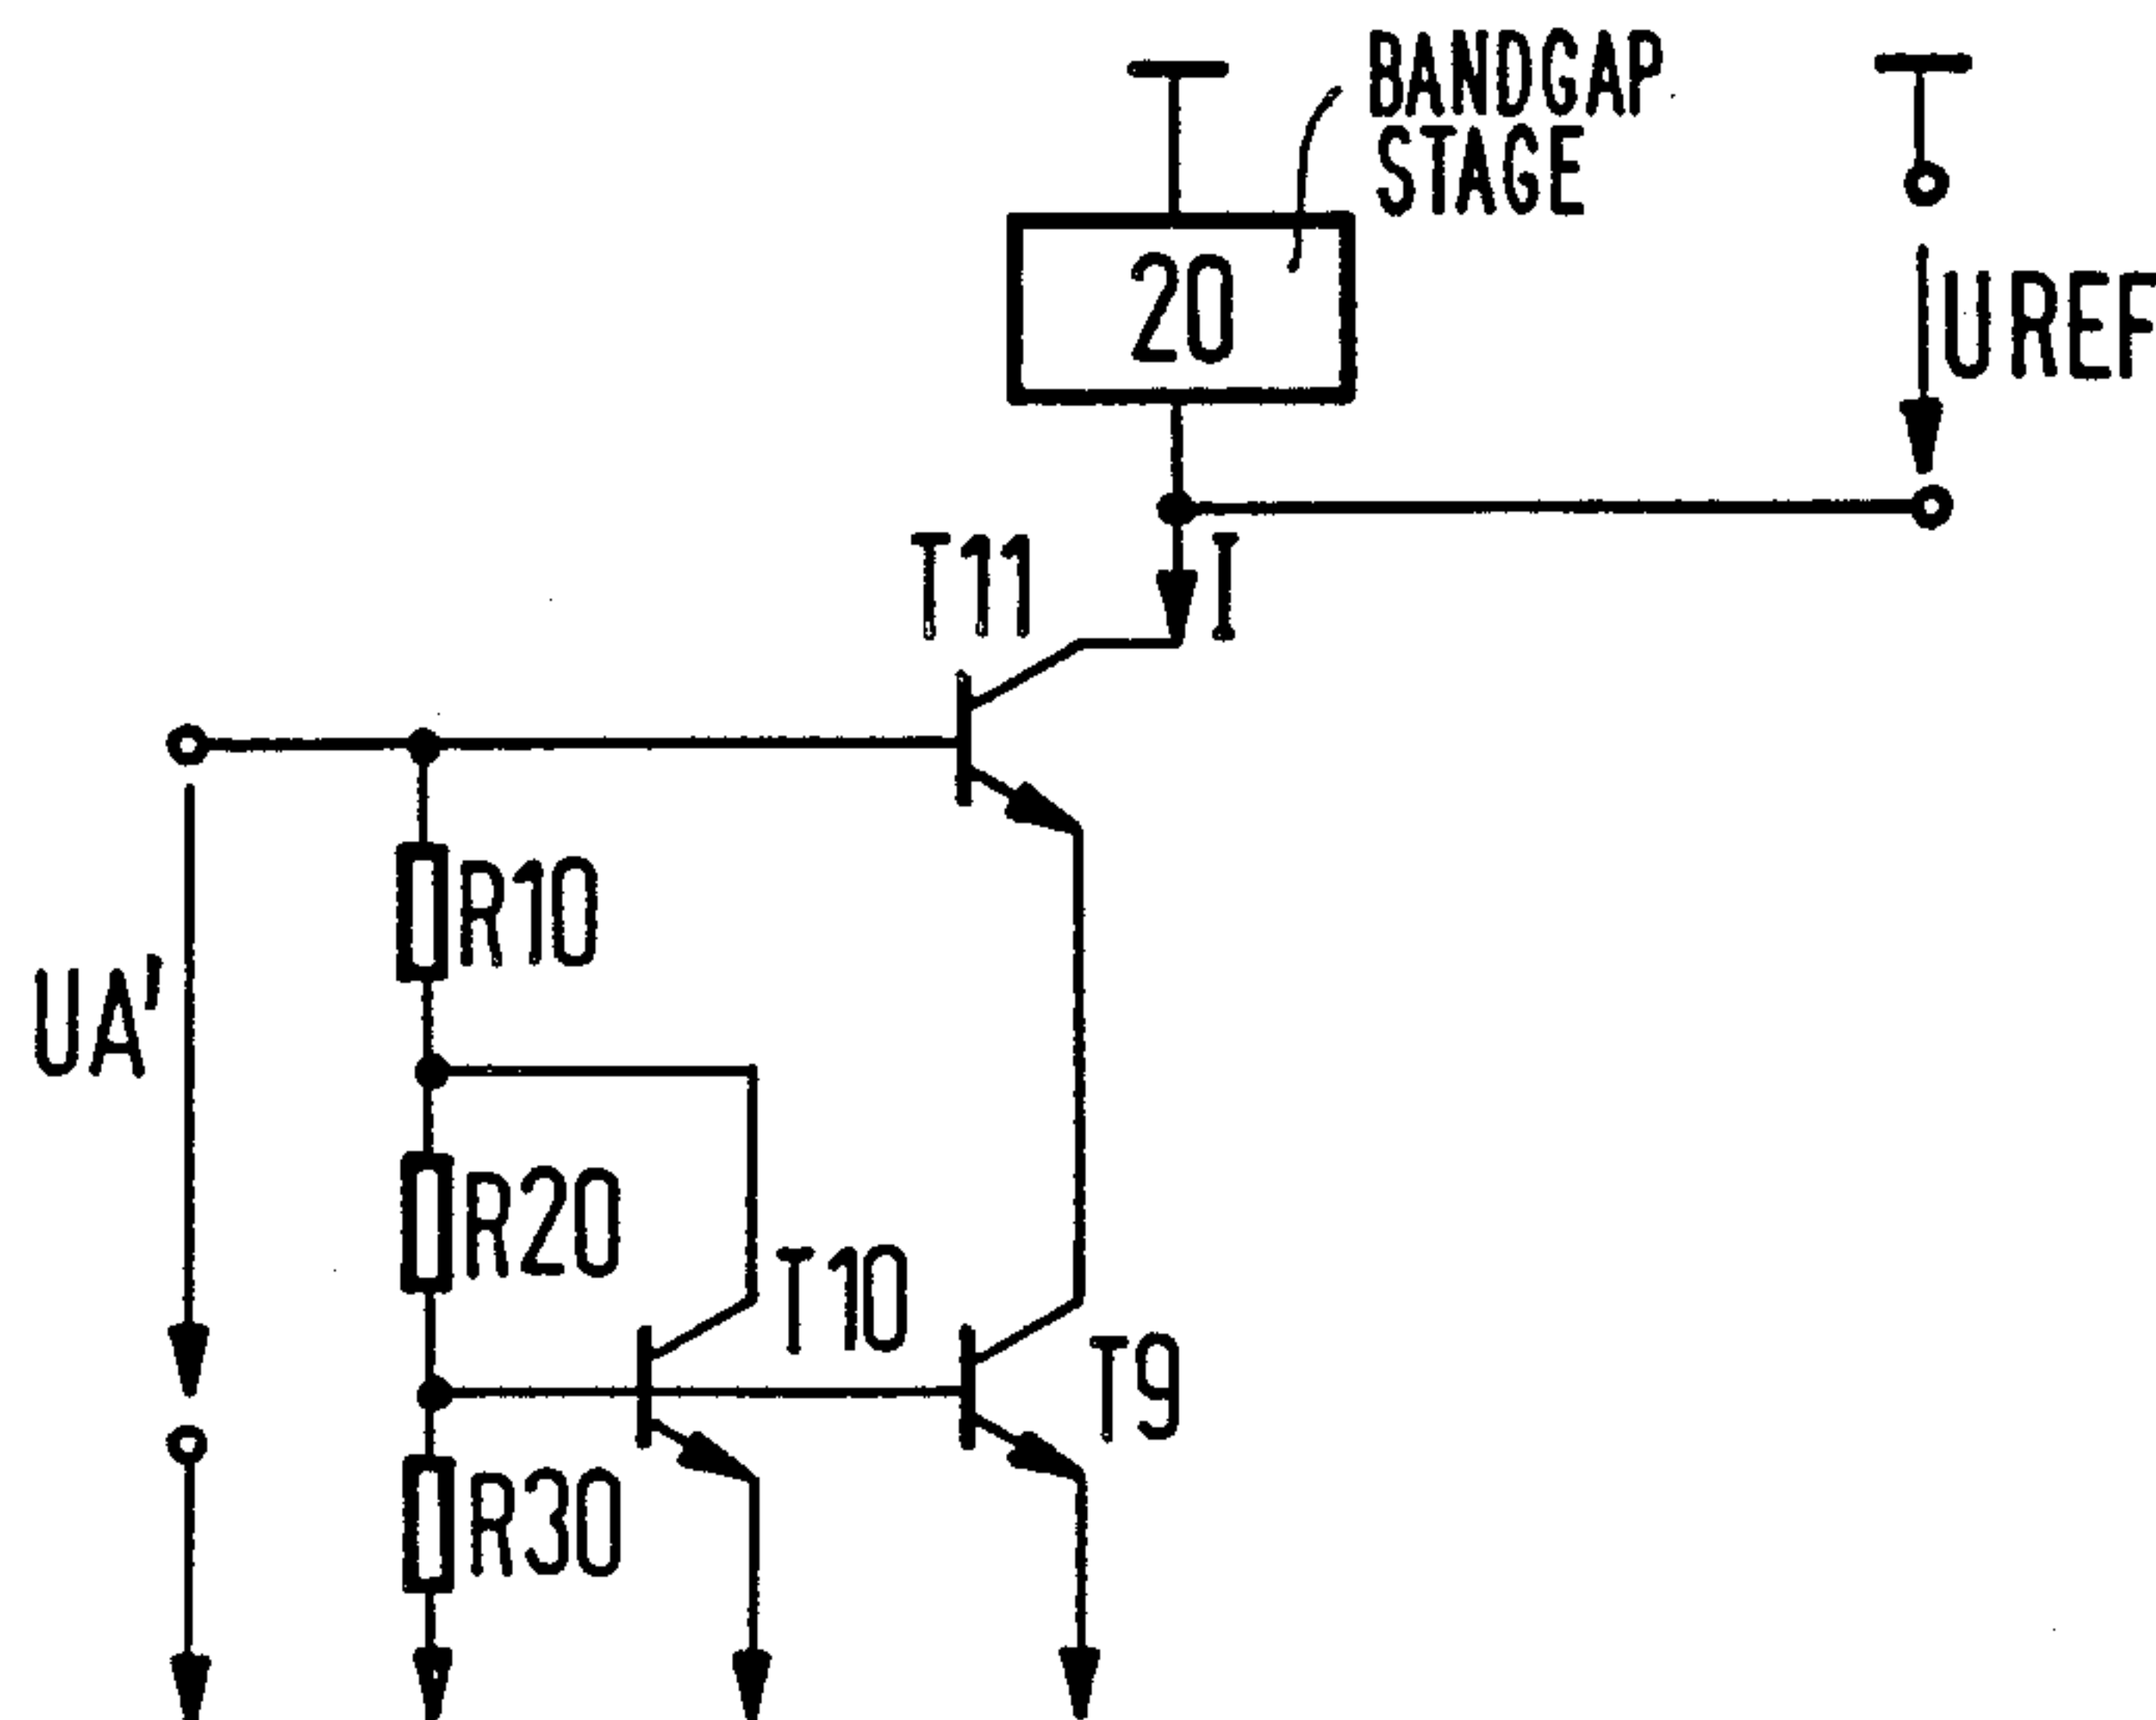 BANDGAP
STAGE
20
UREF
T11
I
R10
UA'
R20
T10
T9
R30